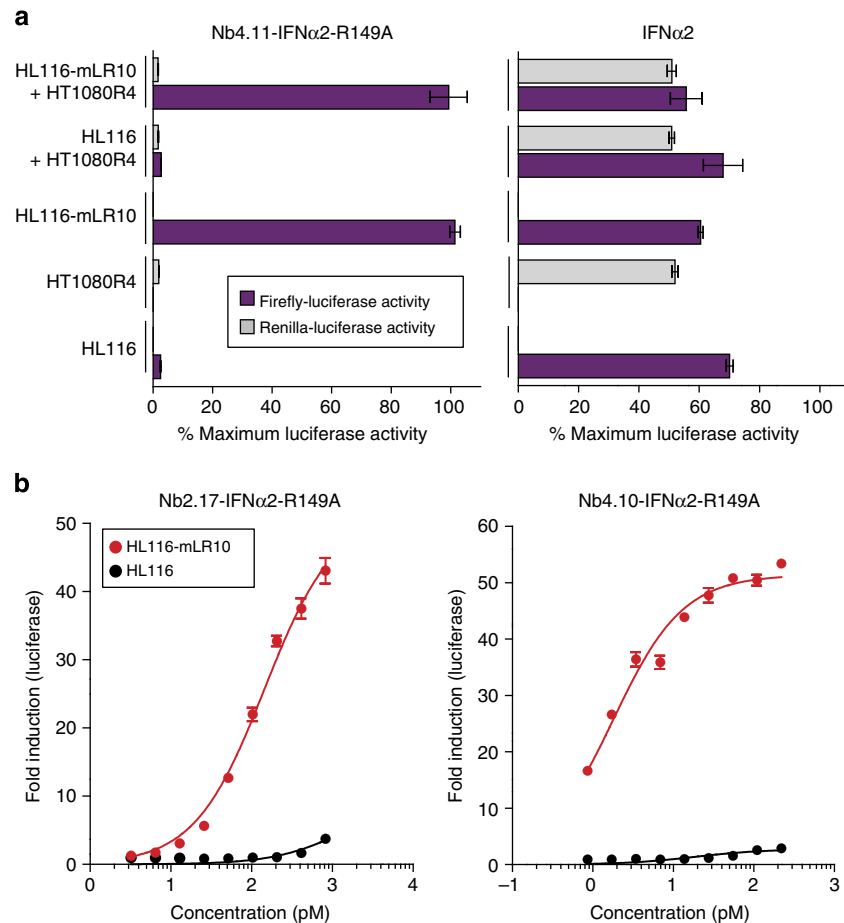 a
Nb4.11-IFNα2-R149A
IFNα2
HL116-mLR10
+ HT1080R4
HL116
+ HT1080R4
HL116-mLR10
HT1080R4
HL116
Firefly-luciferase activity
Renilla-luciferase activity
0 20 40 60 80 100
% Maximum luciferase activity
0 20 40 60 80 100
% Maximum luciferase activity
b
Nb2.17-IFNα2-R149A
HL116-mLR10
HL116
Fold induction (luciferase)
50
40
30
20
10
0
0 1 2 3 4
Concentration (pM)
Nb4.10-IFNα2-R149A
Fold induction (luciferase)
60
50
40
30
20
10
0
−1 0 1 2 3
Concentration (pM)